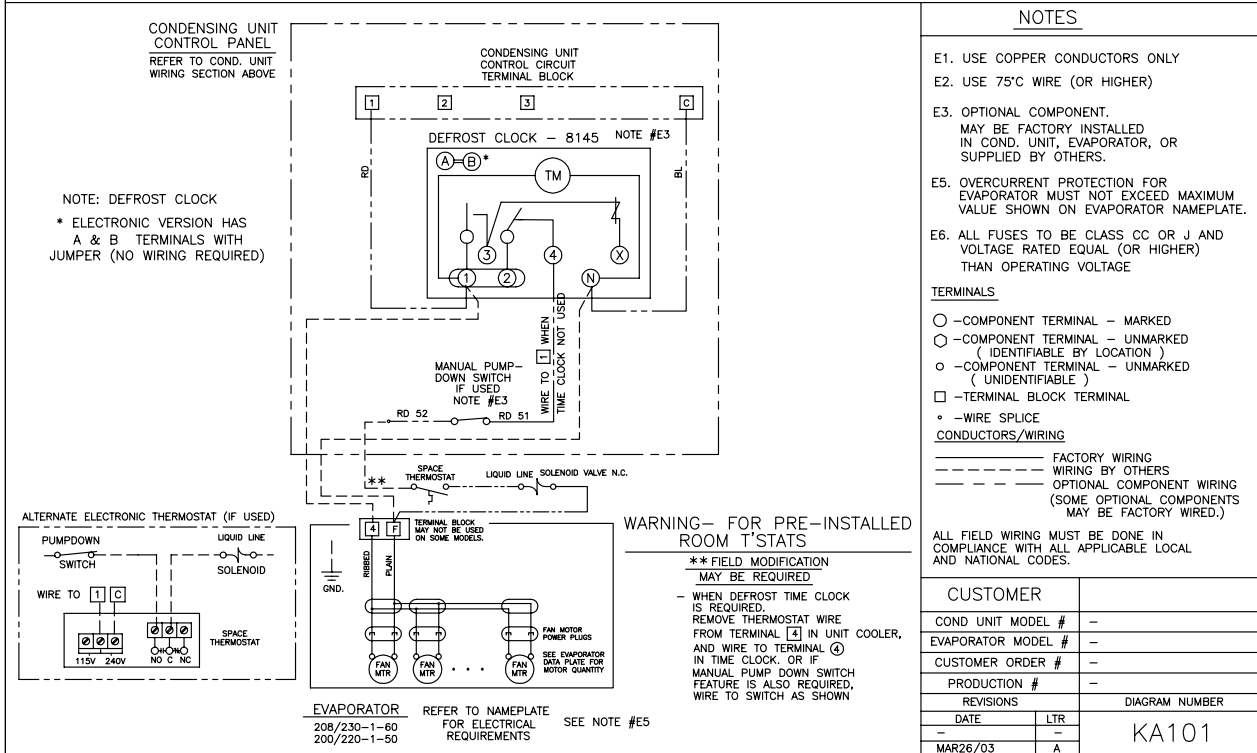 CONDENSING UNIT
CONTROL PANEL
REFER TO COND. UNIT
WIRING SECTION ABOVE
CONDENSING UNIT
CONTROL CIRCUIT
TERMINAL BLOCK
1
2
3
C
DEFROST CLOCK – 8145
NOTE #E3
A
B
*
TM
RD
BL
3
4
X
1
2
N
NOTE: DEFROST CLOCK
* ELECTRONIC VERSION HAS
A & B TERMINALS WITH
JUMPER (NO WIRING REQUIRED)
WIRE TO 1 WHEN
TIME CLOCK NOT USED
MANUAL PUMP–
DOWN SWITCH
IF USED
NOTE #E3
RD 52
RD 51
**
SPACE
THERMOSTAT
LIQUID LINE SOLENOID VALVE N.C.
4
F
TERMINAL BLOCK
MAY NOT BE USED
ON SOME MODELS.
GND.
RIBBED
PLAIN
FAN MOTOR
POWER PLUGS
SEE EVAPORATOR
DATA PLATE FOR
MOTOR QUANTITY
FAN
MTR
FAN
MTR
. . .
FAN
MTR
EVAPORATOR
208/230-1-60
200/220-1-50
REFER TO NAMEPLATE
FOR ELECTRICAL
REQUIREMENTS
SEE NOTE #E5
ALTERNATE ELECTRONIC THERMOSTAT (IF USED)
PUMPDOWN
SWITCH
LIQUID LINE
SOLENOID
WIRE TO 1 C
115V 240V
NO C NC
SPACE
THERMOSTAT
WARNING– FOR PRE-INSTALLED
ROOM T'STATS
** FIELD MODIFICATION
MAY BE REQUIRED
– WHEN DEFROST TIME CLOCK
IS REQUIRED.
REMOVE THERMOSTAT WIRE
FROM TERMINAL 4 IN UNIT COOLER,
AND WIRE TO TERMINAL 4
IN TIME CLOCK. OR IF
MANUAL PUMP DOWN SWITCH
FEATURE IS ALSO REQUIRED,
WIRE TO SWITCH AS SHOWN
NOTES
E1. USE COPPER CONDUCTORS ONLY
E2. USE 75°C WIRE (OR HIGHER)
E3. OPTIONAL COMPONENT.
MAY BE FACTORY INSTALLED
IN COND. UNIT, EVAPORATOR, OR
SUPPLIED BY OTHERS.
E5. OVERCURRENT PROTECTION FOR
EVAPORATOR MUST NOT EXCEED MAXIMUM
VALUE SHOWN ON EVAPORATOR NAMEPLATE.
E6. ALL FUSES TO BE CLASS CC OR J AND
VOLTAGE RATED EQUAL (OR HIGHER)
THAN OPERATING VOLTAGE
TERMINALS
–COMPONENT TERMINAL – MARKED
–COMPONENT TERMINAL – UNMARKED
( IDENTIFIABLE BY LOCATION )
–COMPONENT TERMINAL – UNMARKED
( UNIDENTIFIABLE )
–TERMINAL BLOCK TERMINAL
–WIRE SPLICE
CONDUCTORS/WIRING
FACTORY WIRING
WIRING BY OTHERS
OPTIONAL COMPONENT WIRING
(SOME OPTIONAL COMPONENTS
MAY BE FACTORY WIRED.)
ALL FIELD WIRING MUST BE DONE IN
COMPLIANCE WITH ALL APPLICABLE LOCAL
AND NATIONAL CODES.
CUSTOMER
COND UNIT MODEL # –
EVAPORATOR MODEL # –
CUSTOMER ORDER # –
PRODUCTION # –
REVISIONS
DIAGRAM NUMBER
DATE LTR
– –
MAR26/03 A
KA101